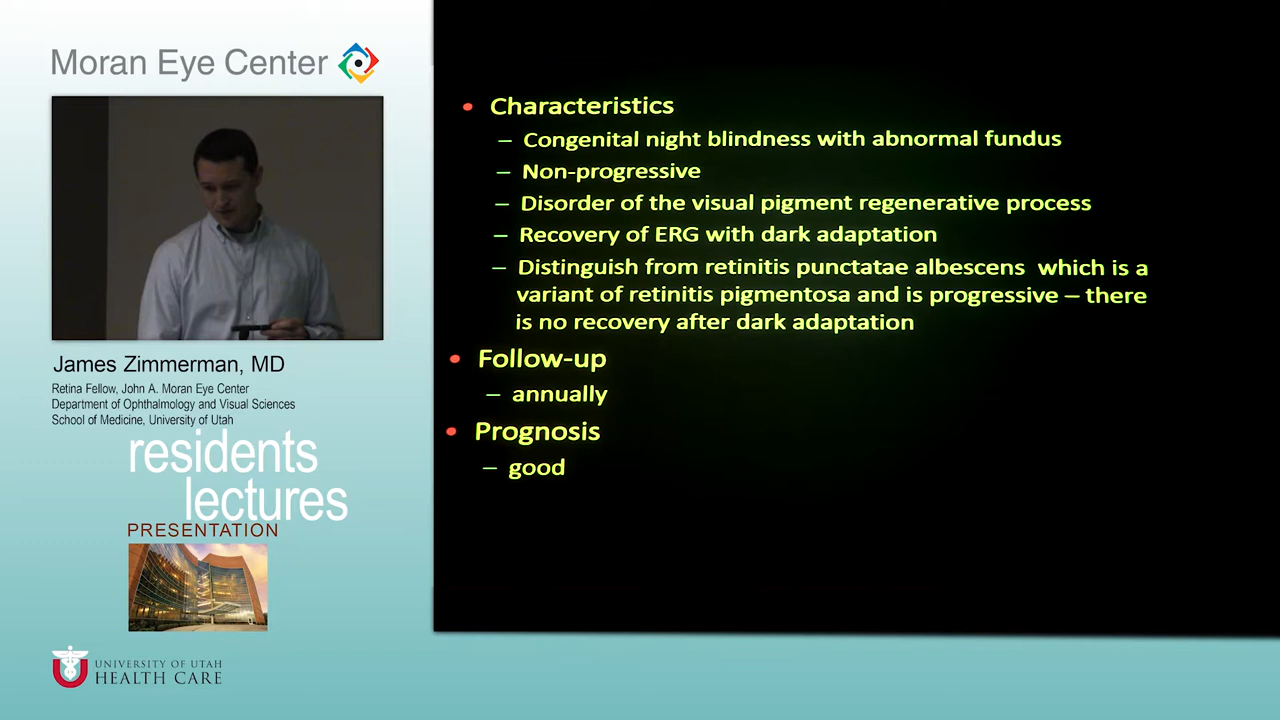 Moran Eye Center
James Zimmerman, MD
Retina Fellow, John A. Moran Eye Center
Department of Ophthalmology and Visual Sciences
School of Medicine, University of Utah
residents
lectures
PRESENTATION
UNIVERSITY OF UTAH
HEALTH CARE
• Characteristics
– Congenital night blindness with abnormal fundus
– Non-progressive
– Disorder of the visual pigment regenerative process
– Recovery of ERG with dark adaptation
– Distinguish from retinitis punctatae albescens which is a
variant of retinitis pigmentosa and is progressive – there
is no recovery after dark adaptation
• Follow-up
– annually
• Prognosis
– good